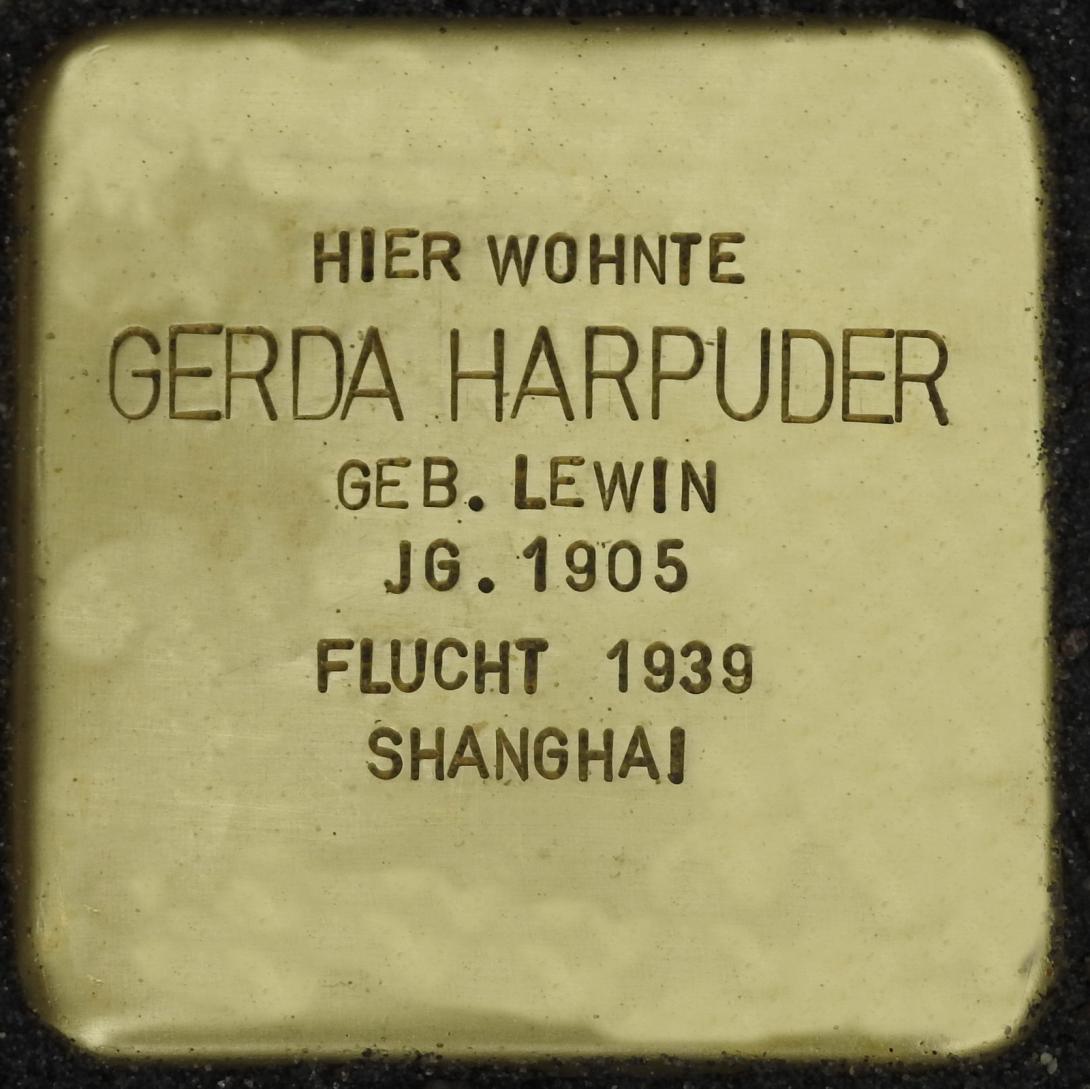 HIER WOHNTE
GERDA HARPUDER
GEB. LEWIN
JG. 1905
FLUCHT 1939
SHANGHAI